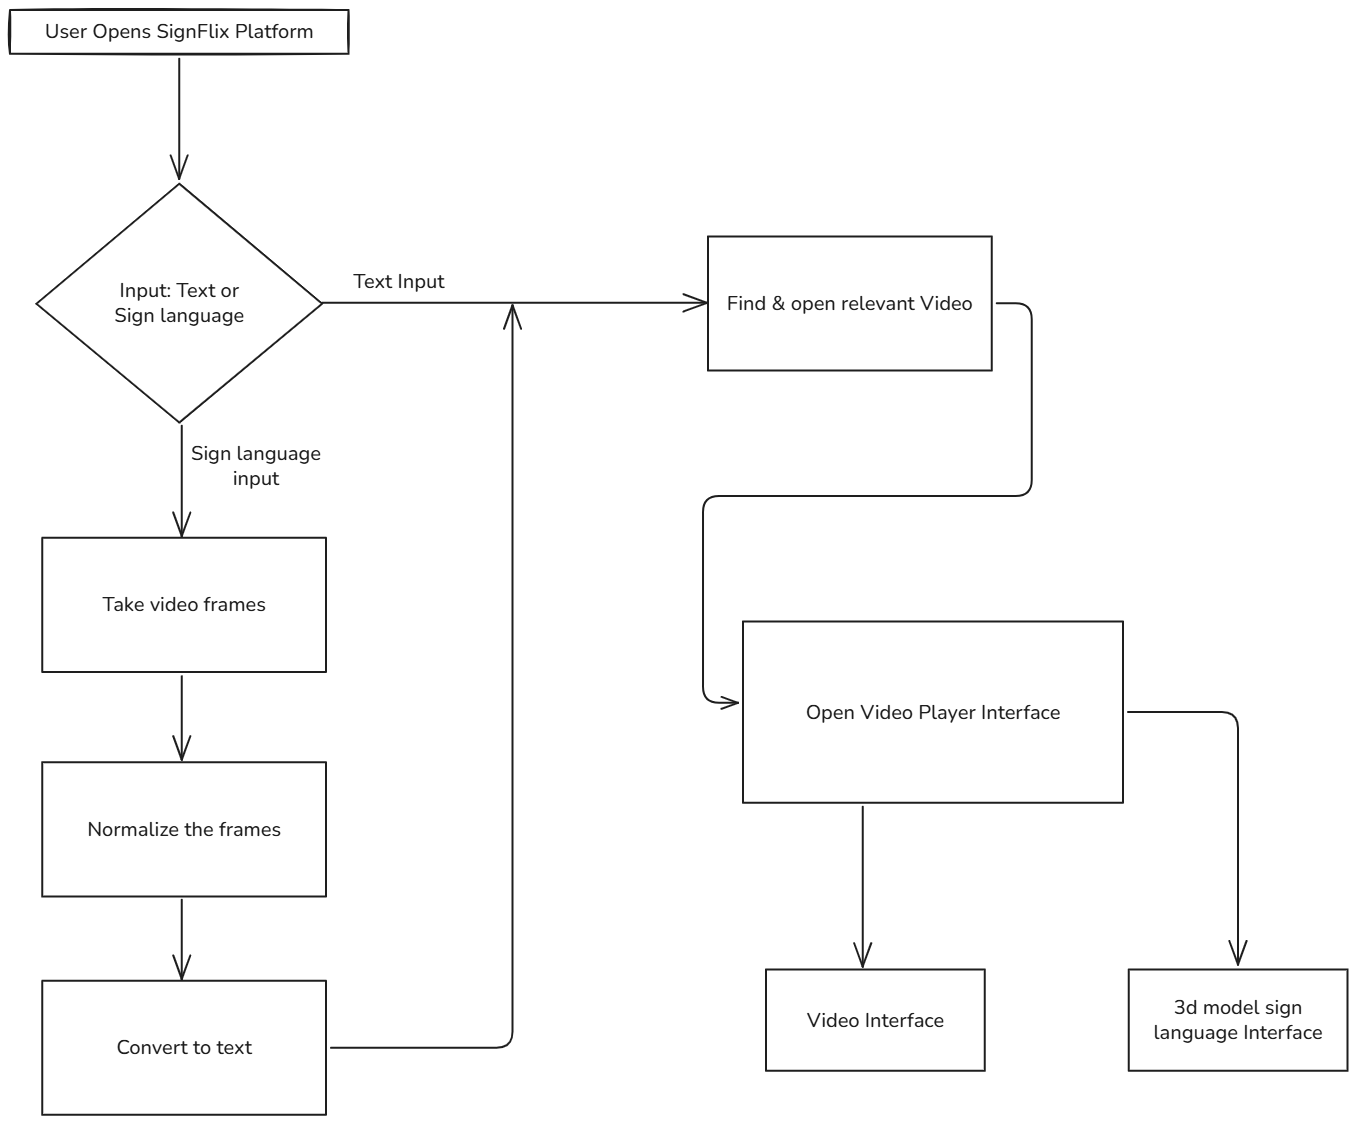 User Opens SignFlix Platform
Input: Text or
Sign language
Text Input
Find & open relevant Video
Sign language
input
Take video frames
Normalize the frames
Convert to text
Open Video Player Interface
Video Interface
3d model sign
language Interface